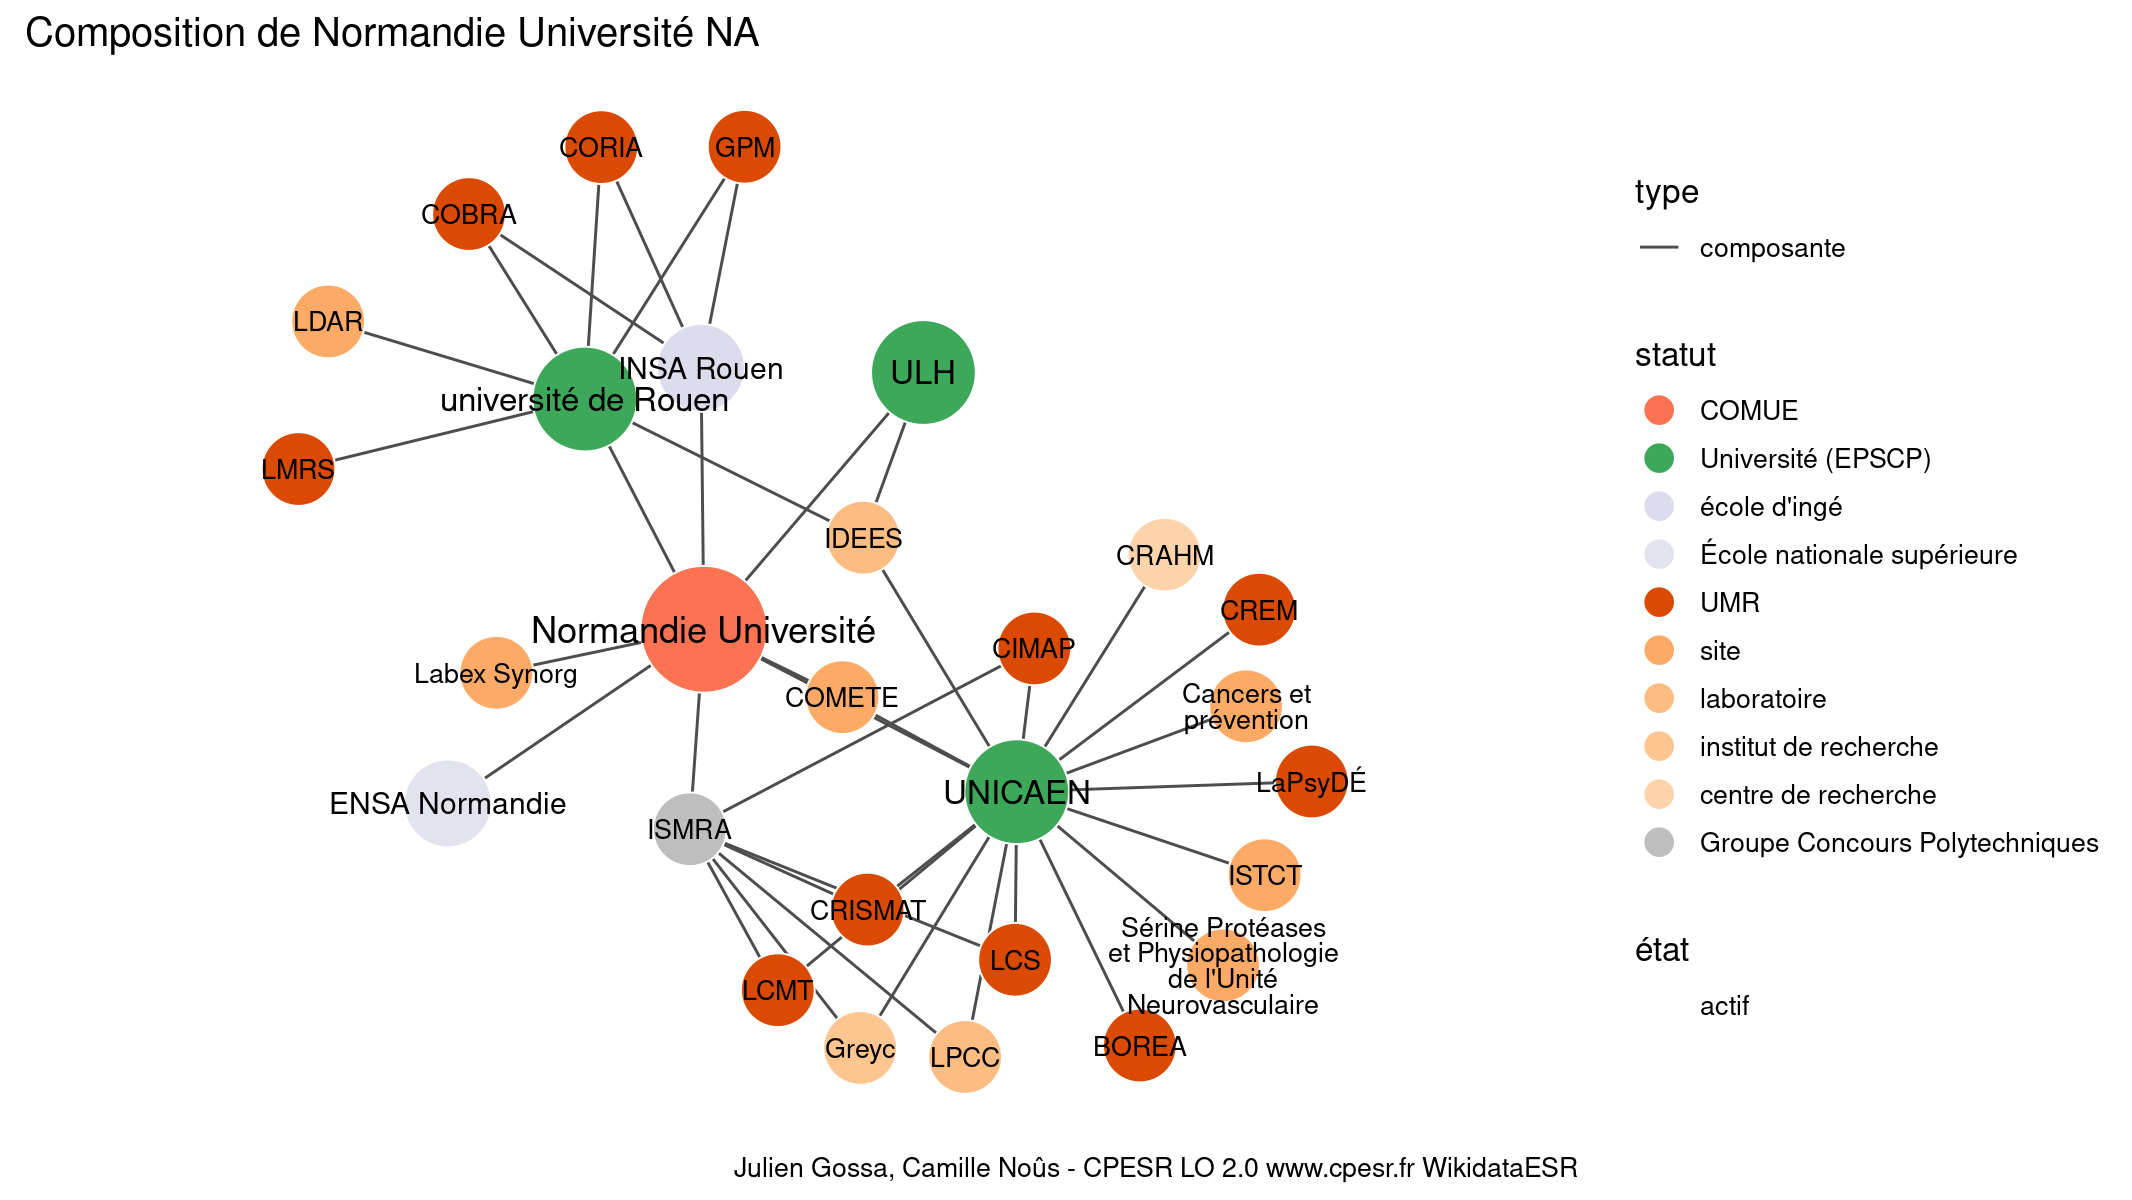 Composition de Normandie Université NA
CORIA
GPM
COBRA
LDAR
INSA Rouen
ULH
université de Rouen
LMRS
IDEES
CRAHM
CREM
Normandie Université
CIMAP
Labex Synorg
COMETE
Cancers et
prévention
LaPsyDÉ
UNICAEN
ENSA Normandie
ISMRA
ISTCT
CRISMAT
Sérine Protéases
et Physiopathologie
de l'Unité
Neurovasculaire
LCS
LCMT
Greyc
LPCC
BOREA
type
composante
statut
COMUE
Université (EPSCP)
école d'ingé
École nationale supérieure
UMR
site
laboratoire
institut de recherche
centre de recherche
Groupe Concours Polytechniques
état
actif
Julien Gossa, Camille Noûs - CPESR LO 2.0 www.cpesr.fr WikidataESR